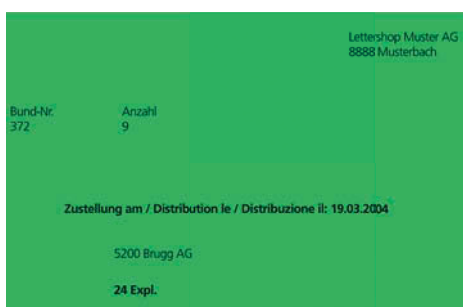 Lettershop Muster AG
8888 Musterbach
Bund-Nr. Anzahl
372 9
Zustellung am / Distribution le / Distribuzione il: 19.03.2004
5200 Brugg AG
24 Expl.